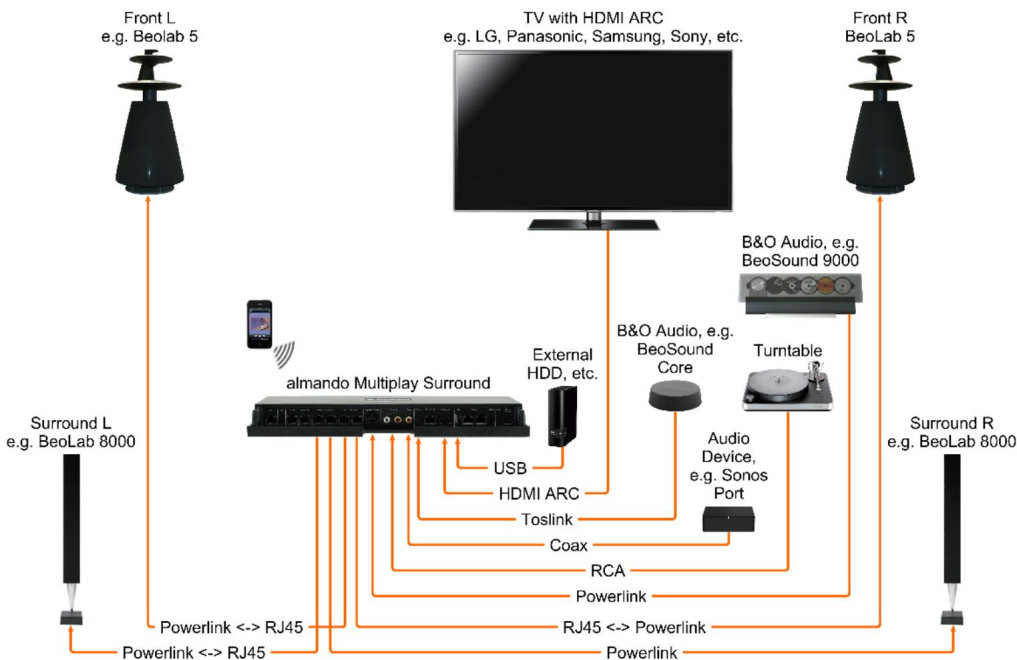 Front L
e.g. Beolab 5
TV with HDMI ARC
e.g. LG, Panasonic, Samsung, Sony, etc.
Front R
BeoLab 5
B&O Audio, e.g.
BeoSound 9000
B&O Audio, e.g.
BeoSound
Core
Turntable
External
HDD, etc.
almando Multiplay Surround
Surround L
e.g. BeoLab 8000
Surround R
e.g. BeoLab 8000
Audio
Device,
e.g. Sonos
Port
USB
HDMI ARC
Toslink
Coax
RCA
Powerlink
Powerlink <-> RJ45
RJ45 <-> Powerlink
Powerlink <-> RJ45
Powerlink